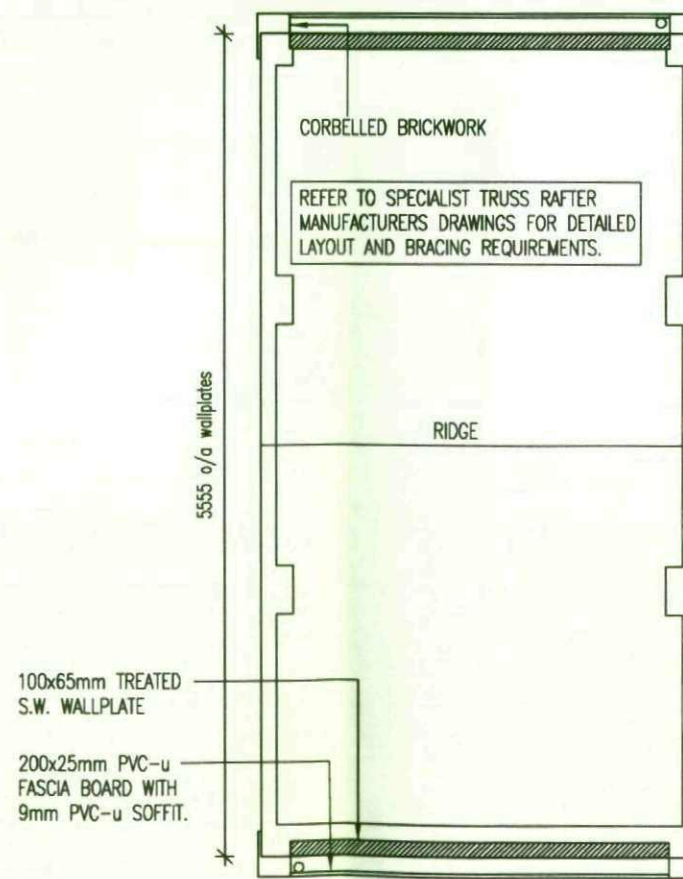 CORBELLED BRICKWORK
REFER TO SPECIALIST TRUSS RAFTER
MANUFACTURERS DRAWINGS FOR DETAILED
LAYOUT AND BRACING REQUIREMENTS.
5555 o/a wallplates
RIDGE
100x65mm TREATED
S.W. WALLPLATE
200x25mm PVC-u
FASCIA BOARD WITH
9mm PVC-u SOFFIT.